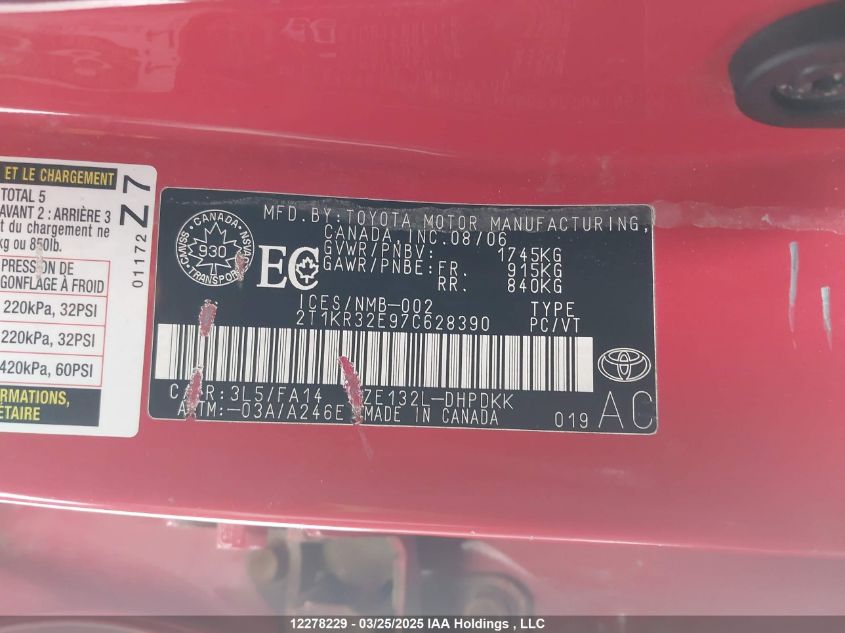 ET LE CHARGEMENT
TOTAL 5
AVANT 2 : ARRIÈRE 3
t du chargement ne
kg ou 850lb.
PRESSION DE
GONFLAGE À FROID
220kPa, 32PSI
220kPa, 32PSI
420kPa, 60PSI
FORMATIONS,
01172 Z 7
CANADA
930
TRANSPORT
EC
MFD. BY: TOYOTA MOTOR MANUFACTURING,
CANADA, INC. 08/06
GVWR/PNBV: 1745KG
GAWR/PNBE: FR. 915KG
RR. 840KG
ICES/NMB-002 TYPE
2T1KR32E97C628390 PC/VT
3L5/FA14 ZE132L-DHPDKK
-03A/A246E MADE IN CANADA
019 AC
TOYOTA
12278229 - 03/25/2025 IAA Holdings , LLC